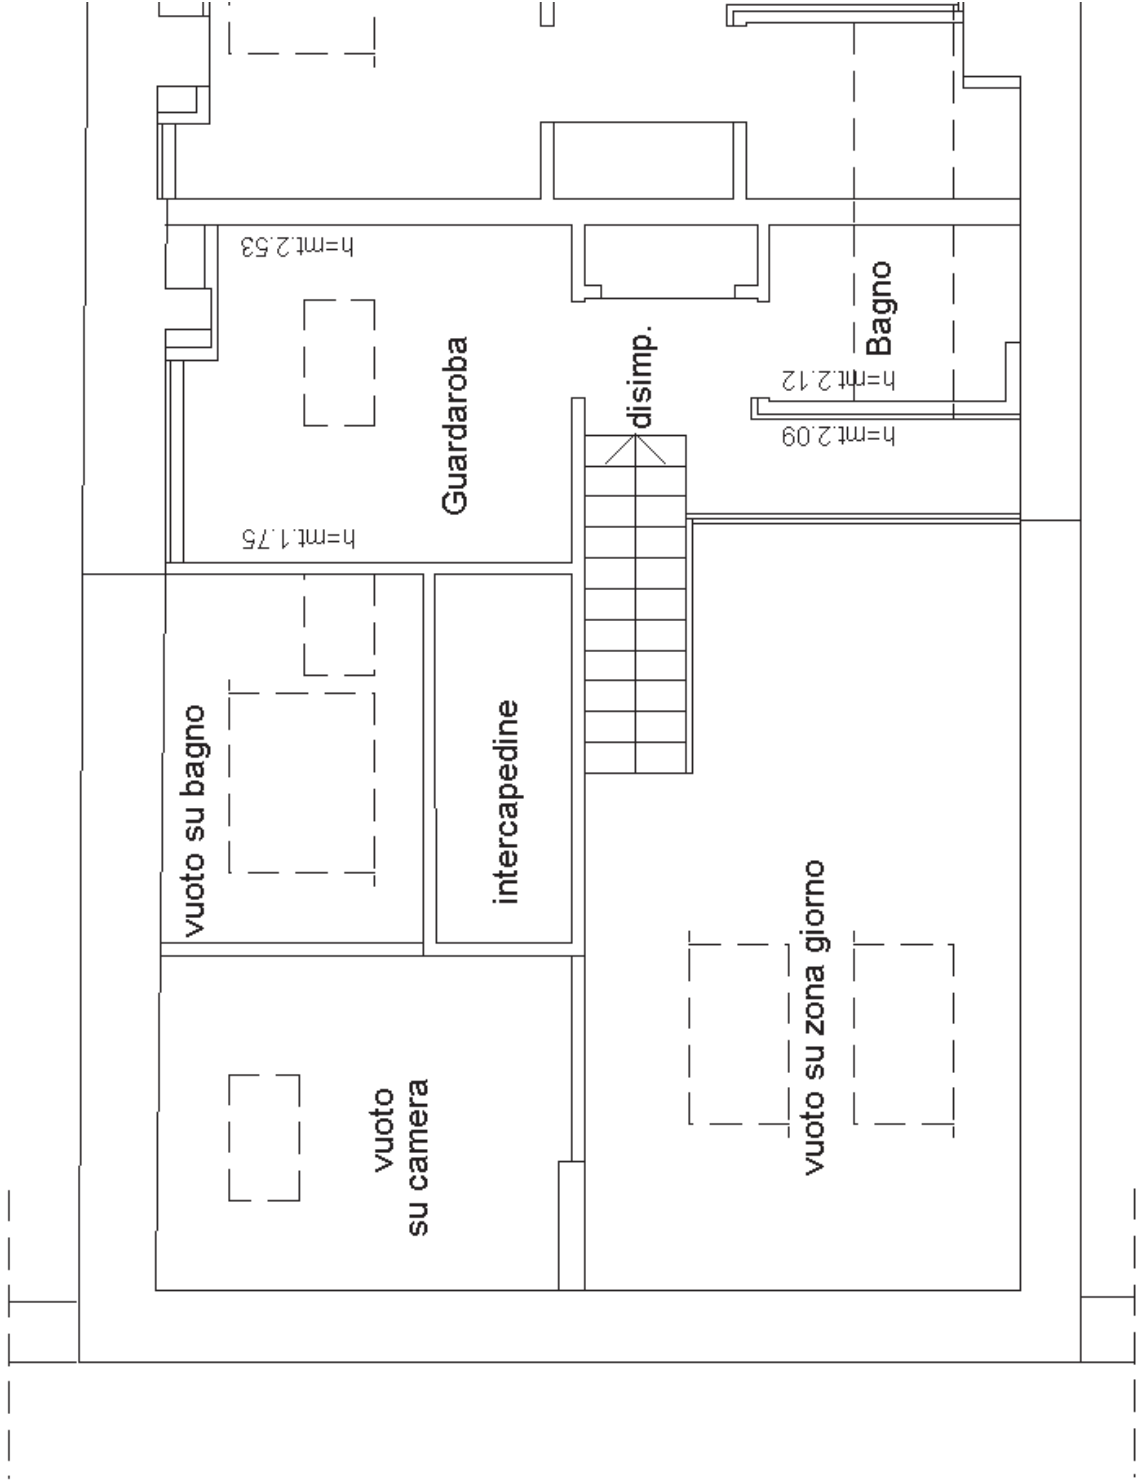 h=mt.2.53
Guardaroba
h=mt.1.75
disimp.
Bagno
h=mt.2.12
h=mt.2.09
vuoto su bagno
intercapedine
vuoto
su camera
vuoto su zona giorno